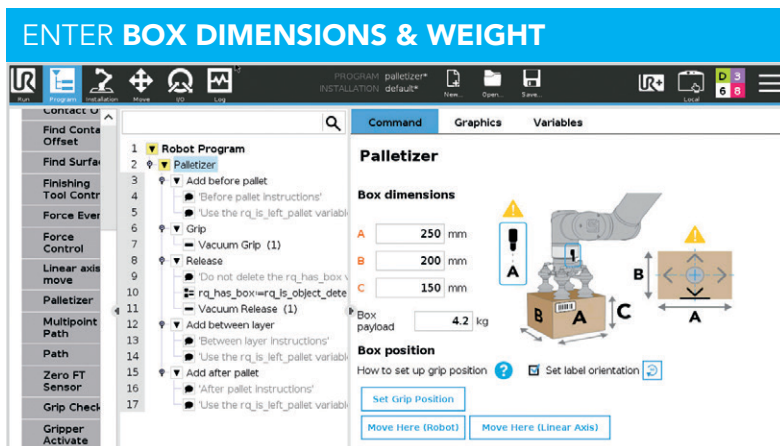 ENTER BOX DIMENSIONS & WEIGHT
UR
PROGRAM palletizer*
INSTALLATION default*
UR+
D 3
6 8
Run
Program
Installation
Move
I/O
Log
New...
Open...
Save...
Local
Contact O
Find Conta
Offset
Find Surfa
Finishing
Tool Contr
Force Ever
Force
Control
Linear axis
move
Palletizer
Multipoint
Path
Path
Zero FT
Sensor
Grip Check
Gripper
Activate
1 Robot Program
2 Palletizer
3 Add before pallet
4 'Before pallet instructions'
5 'Use the rq_is_left_pallet variabl
6 Grip
7 Vacuum Grip (1)
8 Release
9 'Do not delete the rq_has_box v
10 rq_has_box≔rq_is_object_dete
11 Vacuum Release (1)
12 Add between layer
13 'Between layer instructions'
14 'Use the rq_is_left_pallet variabl
15 Add after pallet
16 'After pallet instructions'
17 'Use the rq_is_left_pallet variabl
Command Graphics Variables
Palletizer
Box dimensions
A 250 mm
B 200 mm
C 150 mm
Box
payload 4.2 kg
A
B A C
B
A
Box position
How to set up grip position ? Set label orientation
Set Grip Position
Move Here (Robot) Move Here (Linear Axis)